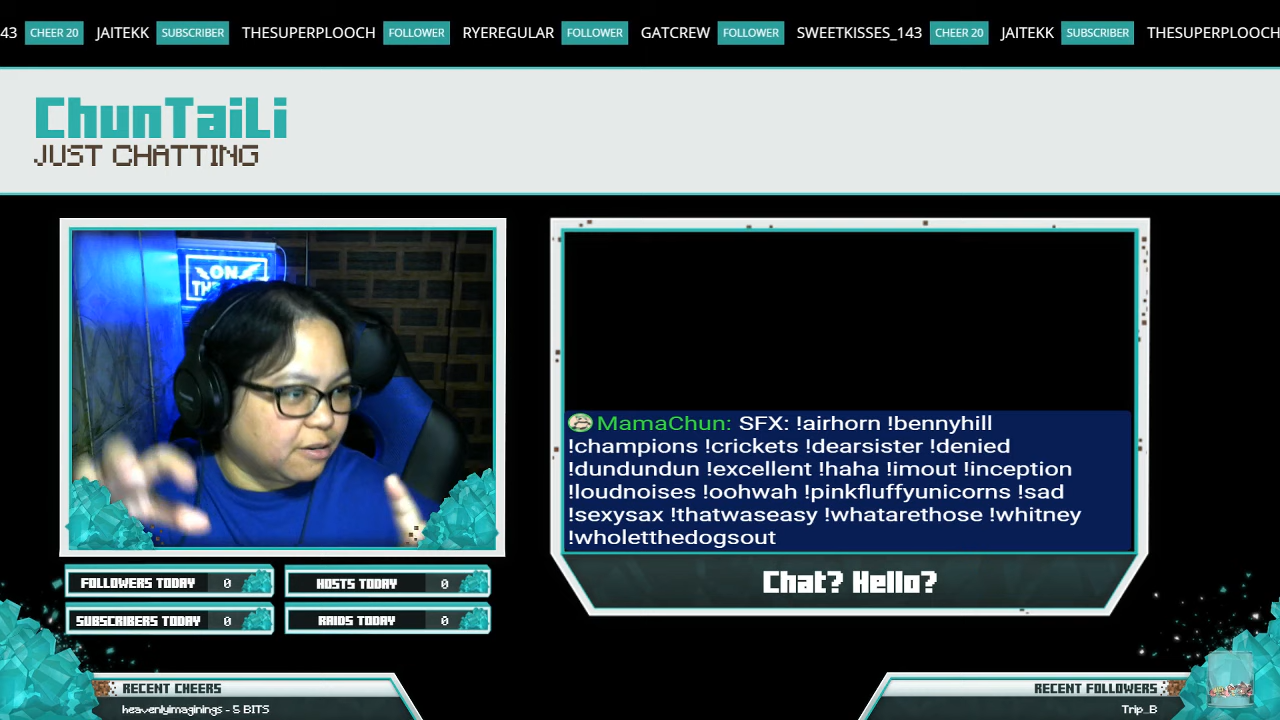 43 CHEER 20 JAITEKK SUBSCRIBER THESUPERPLOOCH FOLLOWER RYEREGULAR FOLLOWER GATCREW FOLLOWER SWEETKISSES_143 CHEER 20 JAITEKK SUBSCRIBER THESUPERPLOOCH
ChunTaiLi
JUST CHATTING
ON
THE
MamaChun: SFX: !airhorn !bennyhill
!champions !crickets !dearsister !denied
!dundundun !excellent !haha !imout !inception
!loudnoises !oohwah !pinkfluffyunicorns !sad
!sexysax !thatwaseasy !whatarethose !whitney
!wholetthedogsout
Chat? Hello?
FOLLOWERS TODAY 0
HOSTS TODAY 0
SUBSCRIBERS TODAY 0
RAIDS TODAY 0
RECENT CHEERS
heavenlyimaginings - 5 BITS
RECENT FOLLOWERS
Trip_B